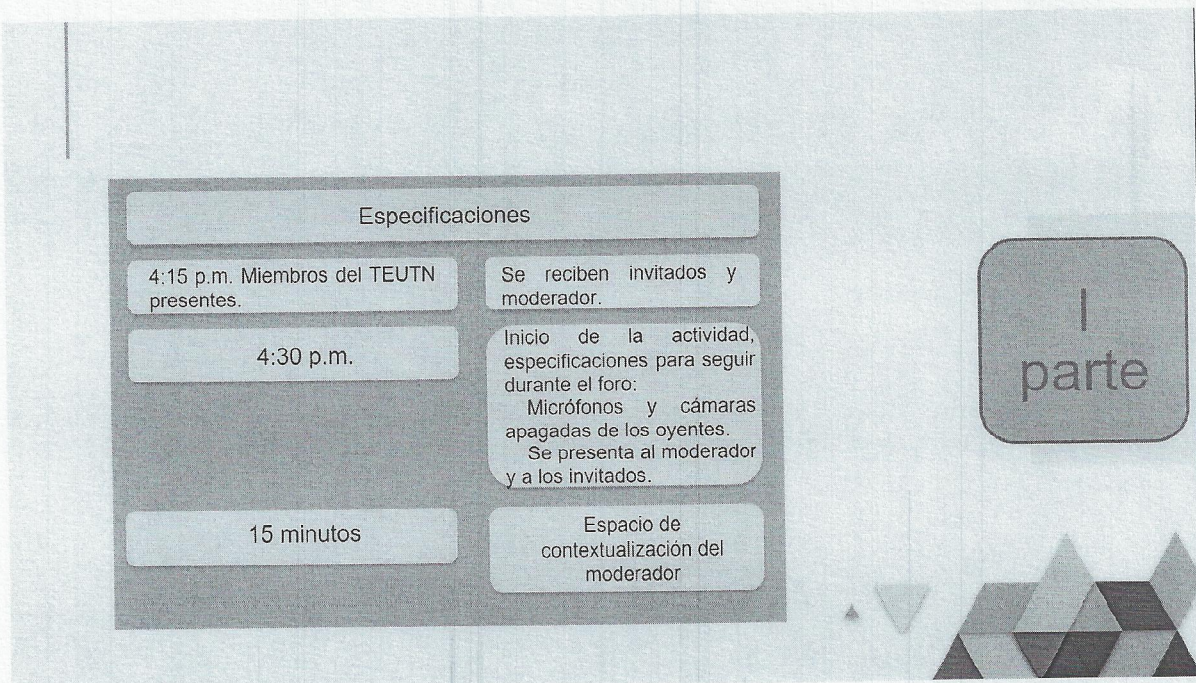 Especificaciones
4:15 p.m. Miembros del TEUTN
presentes.
Se reciben invitados y
moderador.
4:30 p.m.
Inicio de la actividad,
especificaciones para seguir
durante el foro:
Micrófonos y cámaras
apagadas de los oyentes.
Se presenta al moderador
y a los invitados.
15 minutos
Espacio de
contextualización del
moderador
I
parte